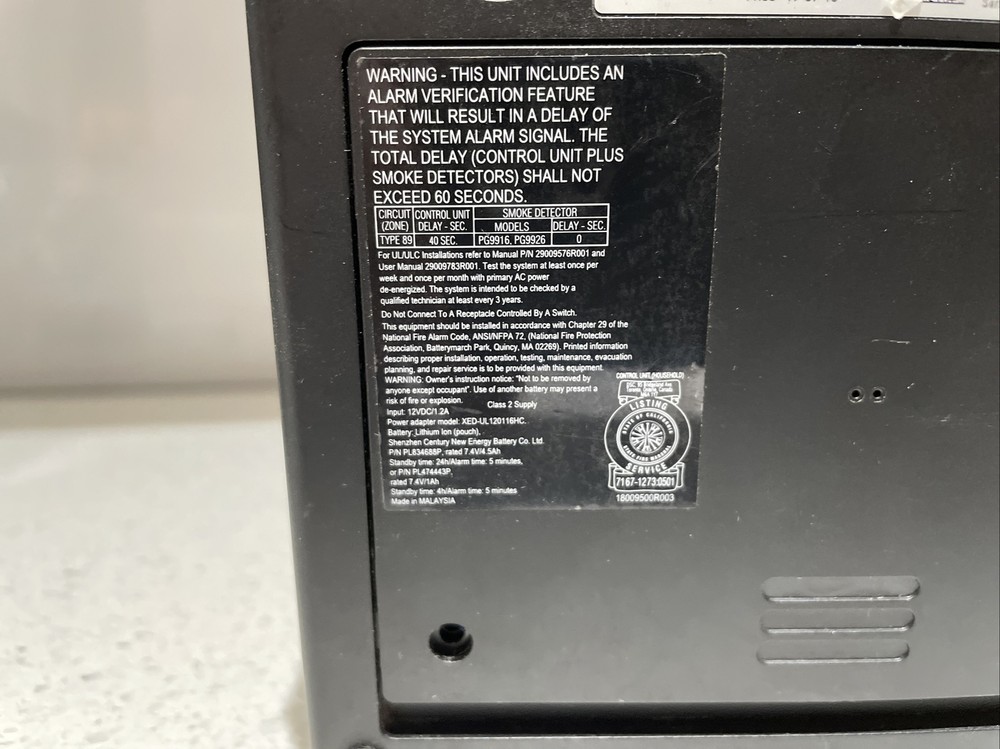 WARNING - THIS UNIT INCLUDES AN
ALARM VERIFICATION FEATURE
THAT WILL RESULT IN A DELAY OF
THE SYSTEM ALARM SIGNAL. THE
TOTAL DELAY (CONTROL UNIT PLUS
SMOKE DETECTORS) SHALL NOT
EXCEED 60 SECONDS.
CIRCUIT CONTROL UNIT SMOKE DETECTOR
(ZONE) DELAY - SEC. MODELS DELAY - SEC.
TYPE 89 40 SEC. PG9916, PG9926 0
For UL/ULC Installations refer to Manual P/N 29009576R001 and
User Manual 29009783R001. Test the system at least once per
week and once per month with primary AC power
de-energized. The system is intended to be checked by a
qualified technician at least every 3 years.
Do Not Connect To A Receptacle Controlled By A Switch.
This equipment should be installed in accordance with Chapter 29 of the
National Fire Alarm Code, ANSI/NFPA 72, (National Fire Protection
Association, Batterymarch Park, Quincy, MA 02269). Printed information
describing proper installation, operation, testing, maintenance, evacuation
planning, and repair service is to be provided with this equipment.
WARNING: Owner's instruction notice: "Not to be removed by
anyone except occupant". Use of another battery may present a
risk of fire or explosion. Class 2 Supply
Input: 12VDC/1.2A
Power adapter model: XED-UL120116HC.
Battery: Lithium Ion (pouch),
Shenzhen Century New Energy Battery Co. Ltd.
P/N PL834688P, rated 7.4V/4.5Ah
Standby time: 24h/Alarm time: 5 minutes,
or P/N PL474443P,
rated 7.4V/1Ah
Standby time: 4h/Alarm time: 5 minutes
Made in MALAYSIA
CONTROL UNIT (HOUSEHOLD)
LISTING
SEAL OF CALIFORNIA
STATE FIRE MARSHAL
SERVICE
7167-1273:0501
18009500R003